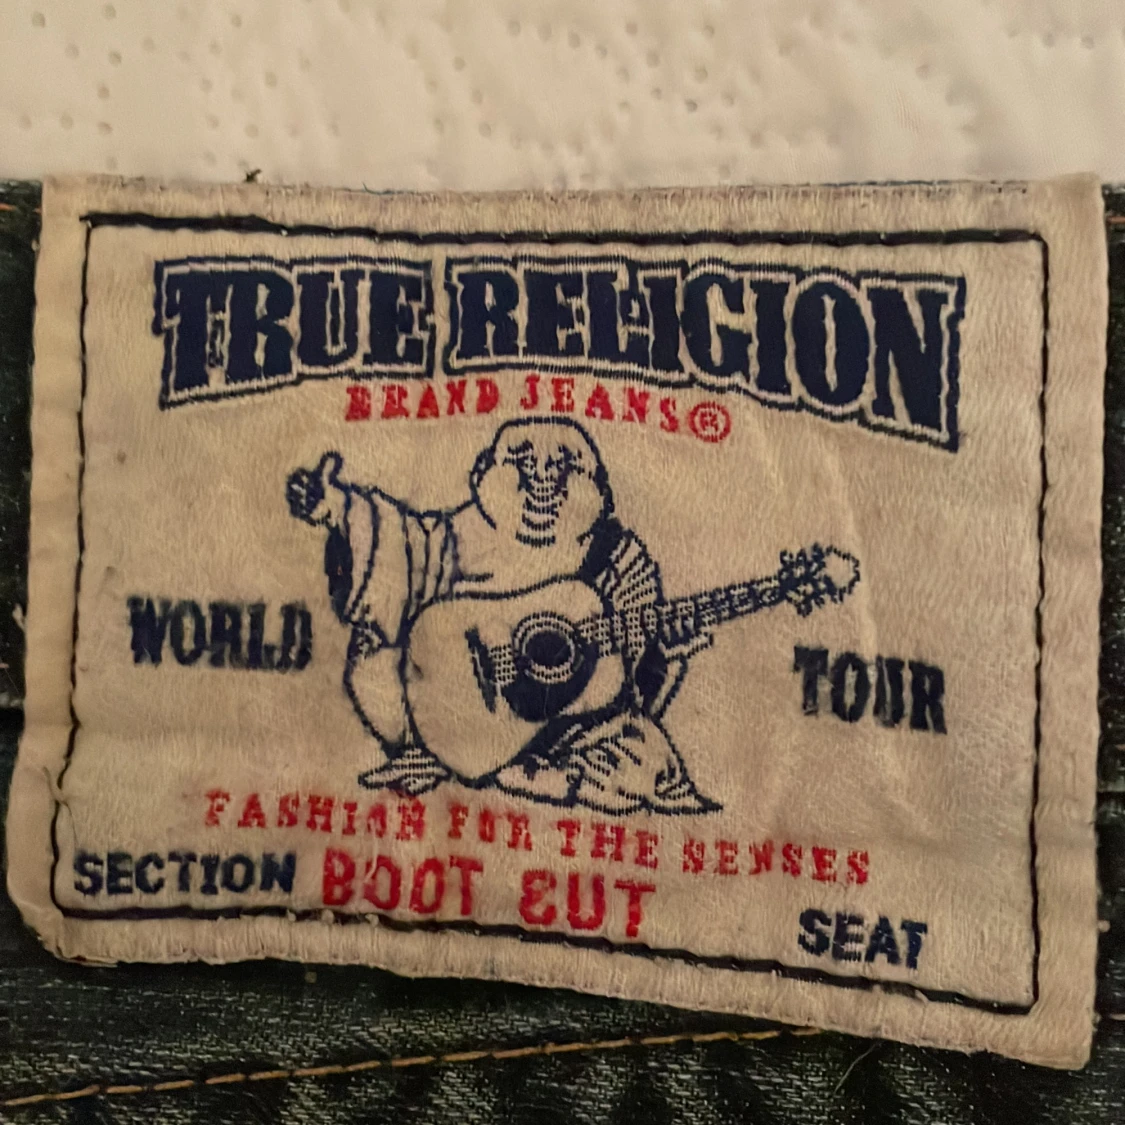 TRUE RELIGION
BRAND JEANS®
WORLD TOUR
FASHION FOR THE SENSES
SECTION BOOT CUT SEAT